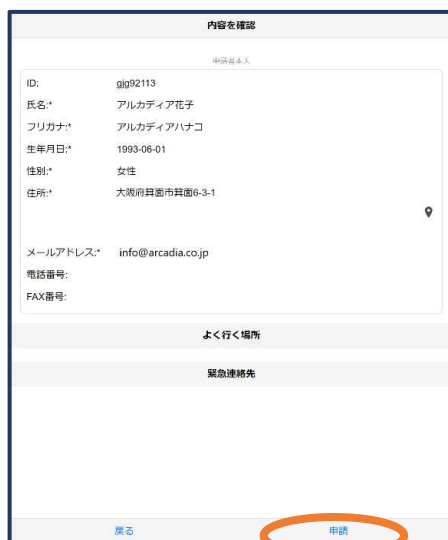 内容を確認
申請者本人
ID: gjg92113
氏名:* アルカディア花子
フリガナ:* アルカディアハナコ
生年月日:* 1993-06-01
性別:* 女性
住所:* 大阪府箕面市箕面6-3-1
メールアドレス:* info@arcadia.co.jp
電話番号:
FAX番号:
よく行く場所
緊急連絡先
戻る 申請